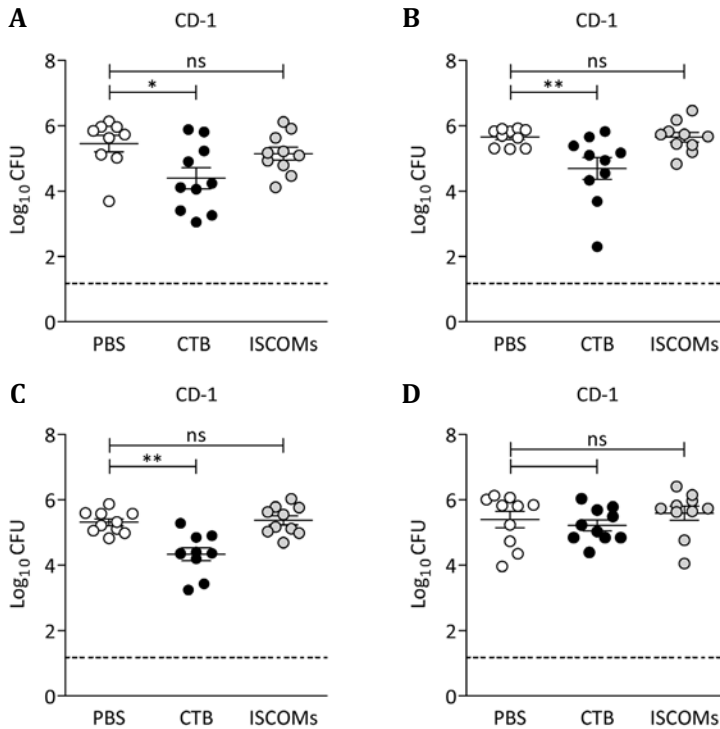 A
CD-1
Log10 CFU
8
6
4
2
0
ns
*
PBS CTB ISCOMs
B
CD-1
Log10 CFU
8
6
4
2
0
ns
**
PBS CTB ISCOMs
C
CD-1
Log10 CFU
8
6
4
2
0
ns
**
PBS CTB ISCOMs
D
CD-1
Log10 CFU
8
6
4
2
0
ns
PBS CTB ISCOMs